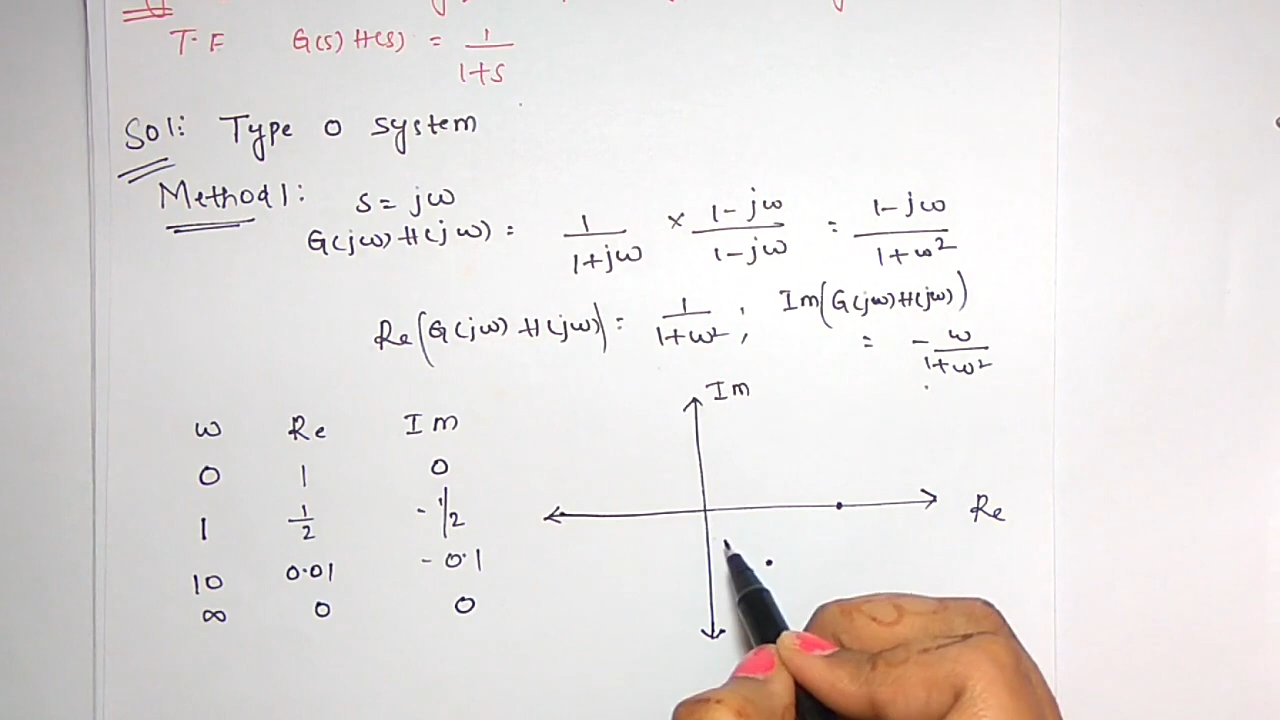 T.F G(s) H(s) = 1/1+s
Sol: Type 0 system
Method 1: s = jω
G(jω) H(jω) = 1/1+jω × 1-jω/1-jω = 1-jω/1+ω²
Re(G(jω) H(jω)) = 1/1+ω² ; Im(G(jω) H(jω))
= -ω/1+ω²
Im
ω Re Im
0 1 0
1 1/2 -1/2
10 0.01 -0.1
∞ 0 0
Re